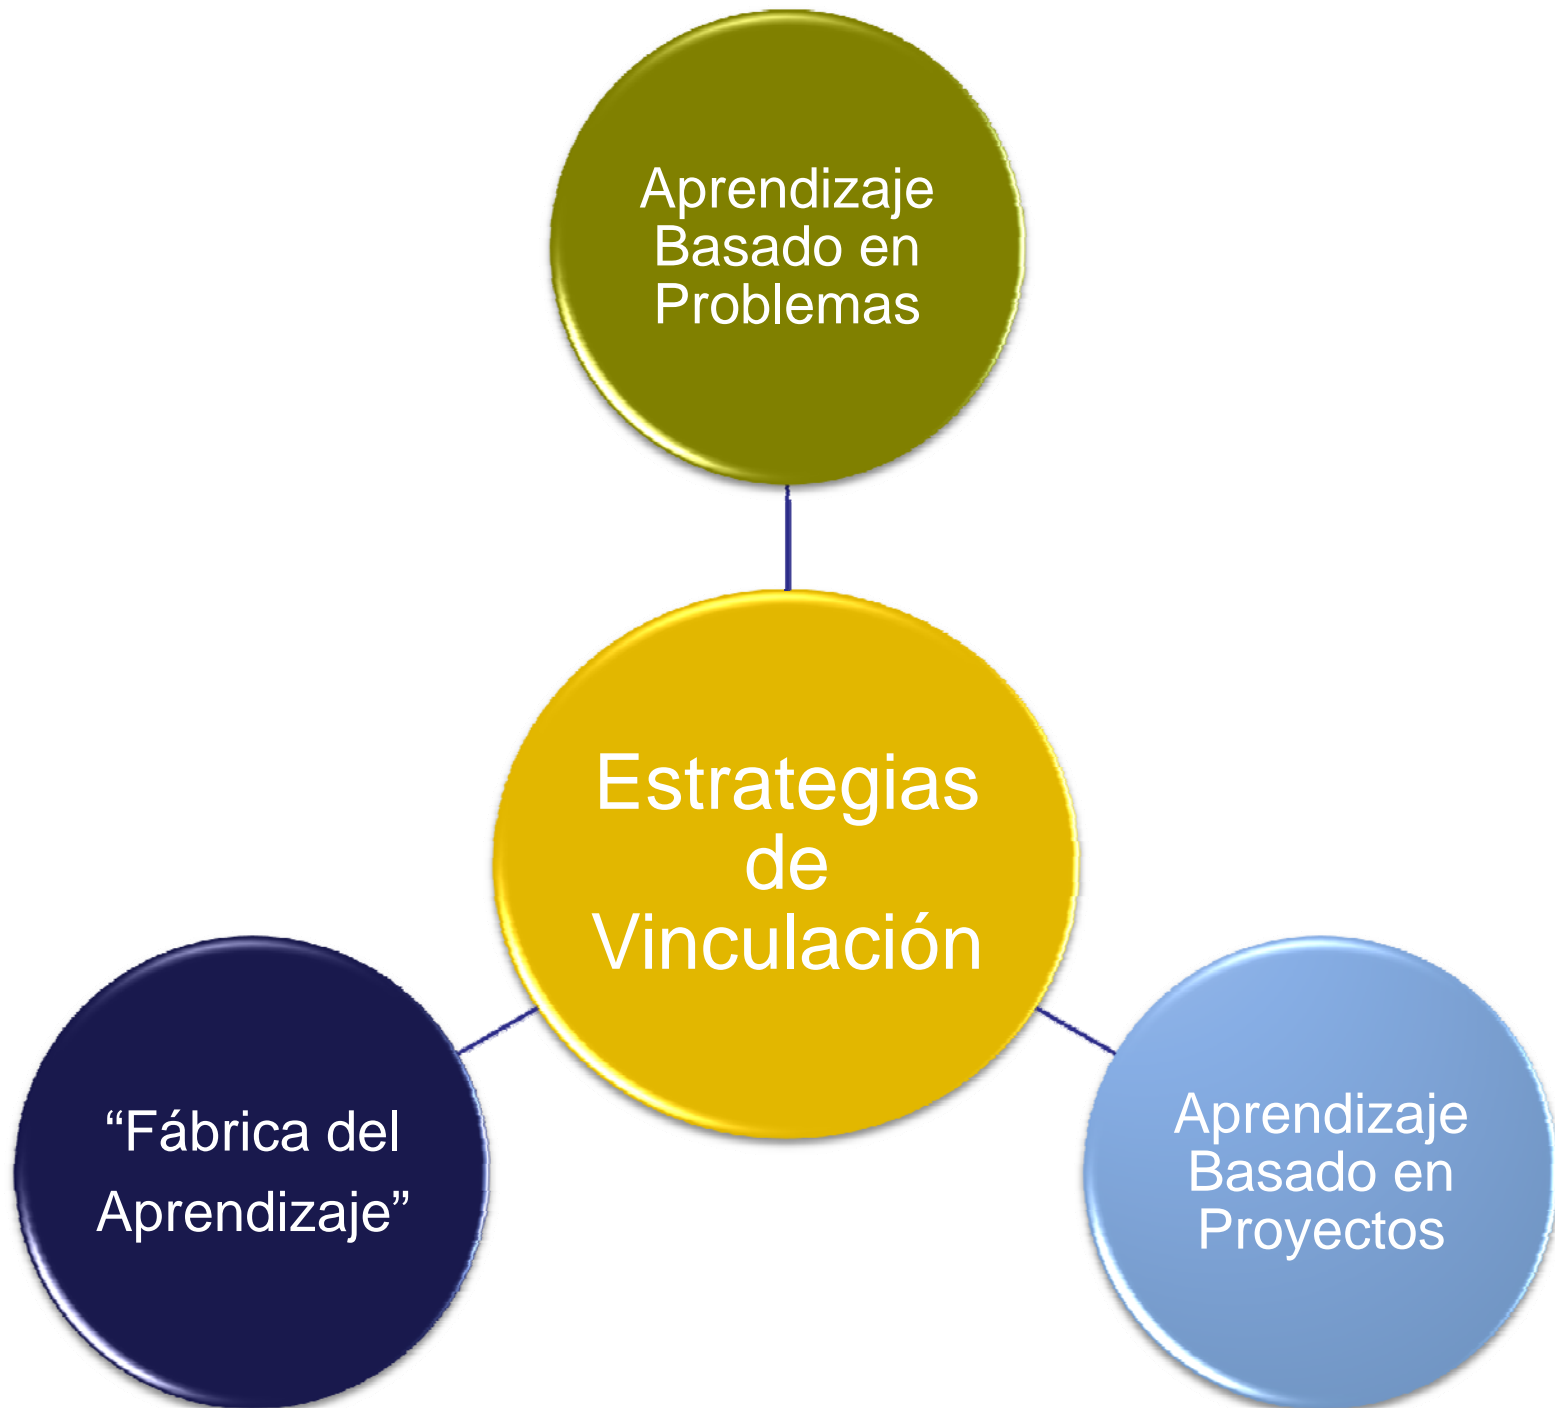 Aprendizaje
Basado en
Problemas
Estrategias
de
Vinculación
“Fábrica del
Aprendizaje”
Aprendizaje
Basado en
Proyectos